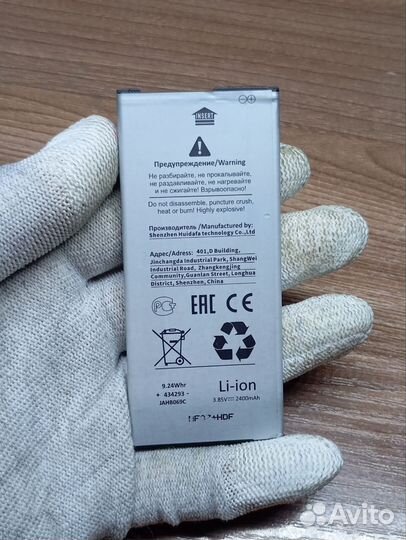 INSERT
Предупреждение/Warning
Не разбирайте, не прокалывайте,
не раздавливайте, не нагревайте
и не сжигайте! Взрывоопасно!
Do not disassemble, puncture crush,
heat or burn! Highly explosive!
Производитель /Manufactured by:
Shenzhen Huidafa technology Co.,Ltd
Адрес/Address: 401,D Building,
Jinchangda Industrial Park, ShangWei
Industrial Road, Zhangkengjing
Community,Guanlan Street, Longhua
District, Shenzhen, China
РСТ EAC CE
9.24Whr
+ 434293 -
JAHB069C
Li-ion
3.85V 2400mAh
Avito